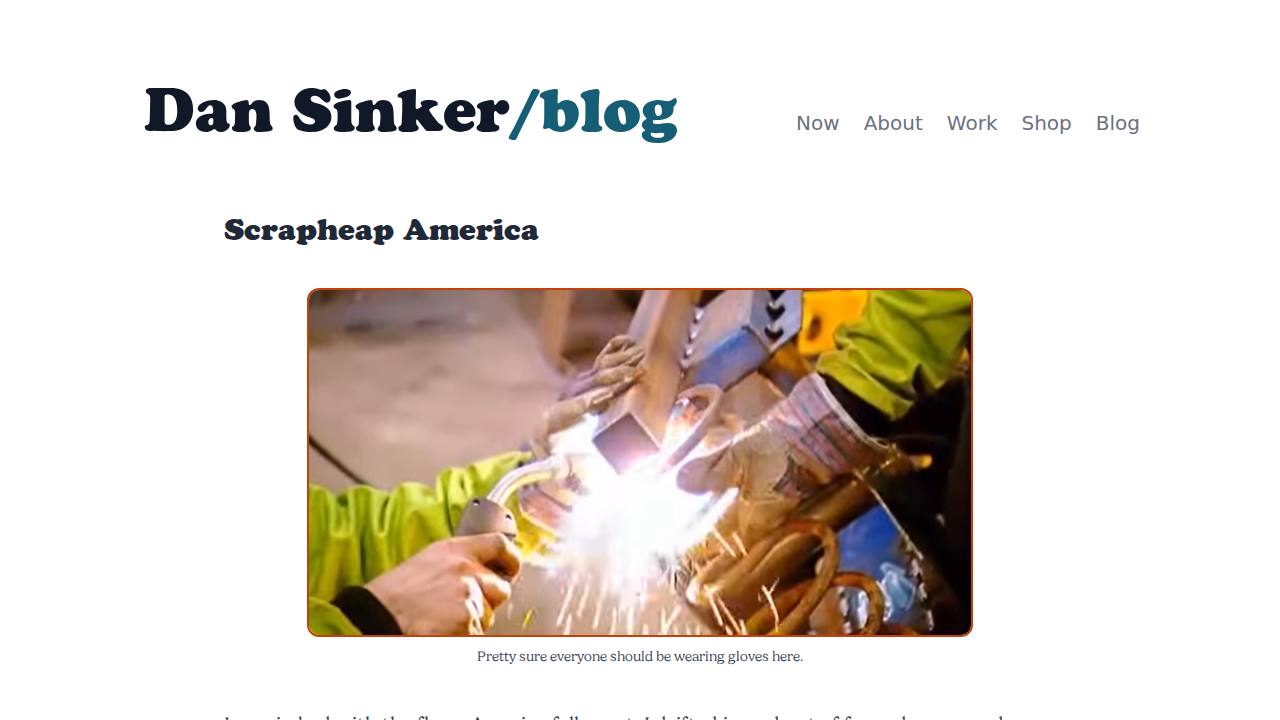 Dan Sinker/blog
Now About Work Shop Blog
Scrapheap America
Pretty sure everyone should be wearing gloves here.